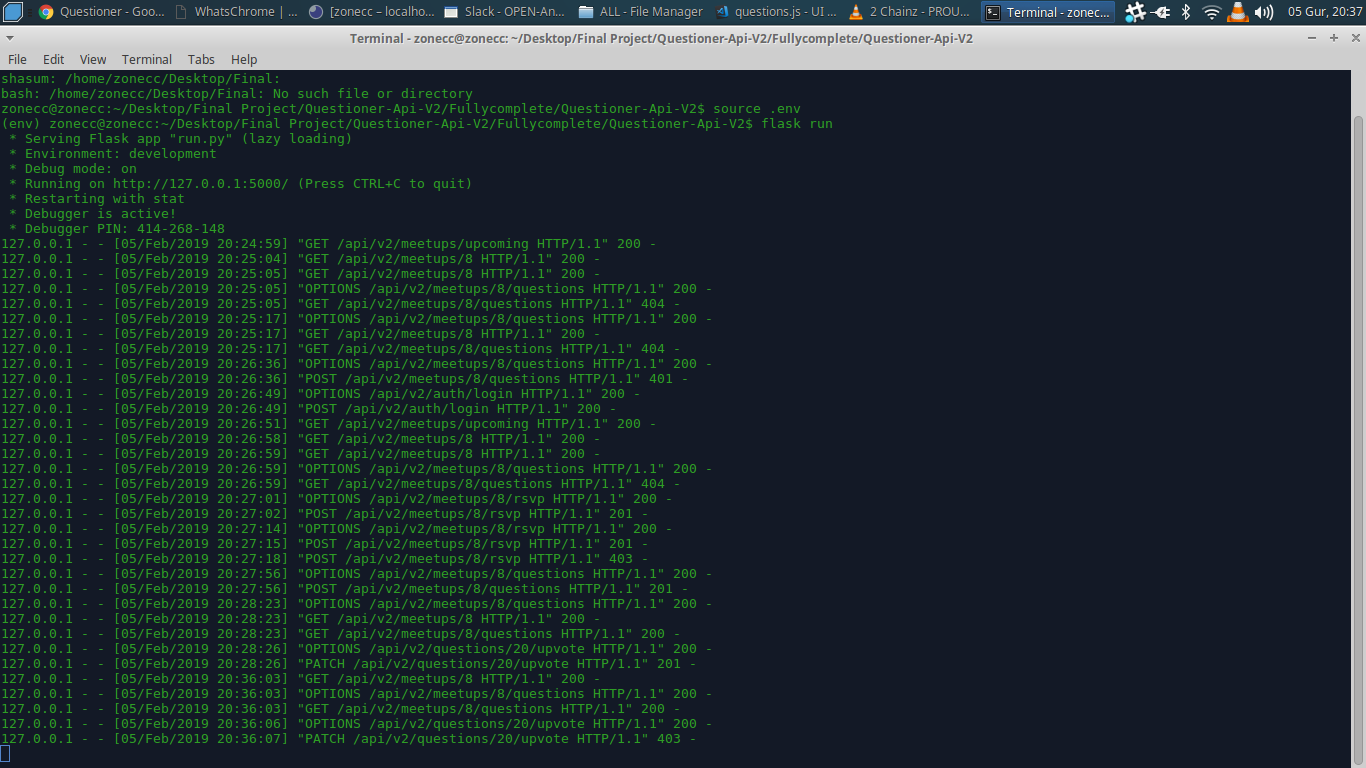 Questioner - Goo...
WhatsChrome | ...
[zonecc – localho...
Slack - OPEN-An...
ALL - File Manager
questions.js - UI ...
2 Chainz - PROU...
Terminal - zonec...
05 Gur, 20:37
Terminal - zonecc@zonecc: ~/Desktop/Final Project/Questioner-Api-V2/Fullycomplete/Questioner-Api-V2
File Edit View Terminal Tabs Help
shasum: /home/zonecc/Desktop/Final:
bash: /home/zonecc/Desktop/Final: No such file or directory
zonecc@zonecc:~/Desktop/Final Project/Questioner-Api-V2/Fullycomplete/Questioner-Api-V2$ source .env
(env) zonecc@zonecc:~/Desktop/Final Project/Questioner-Api-V2/Fullycomplete/Questioner-Api-V2$ flask run
* Serving Flask app "run.py" (lazy loading)
* Environment: development
* Debug mode: on
* Running on http://127.0.0.1:5000/ (Press CTRL+C to quit)
* Restarting with stat
* Debugger is active!
* Debugger PIN: 414-268-148
127.0.0.1 - - [05/Feb/2019 20:24:59] "GET /api/v2/meetups/upcoming HTTP/1.1" 200 -
127.0.0.1 - - [05/Feb/2019 20:25:04] "GET /api/v2/meetups/8 HTTP/1.1" 200 -
127.0.0.1 - - [05/Feb/2019 20:25:05] "GET /api/v2/meetups/8 HTTP/1.1" 200 -
127.0.0.1 - - [05/Feb/2019 20:25:05] "OPTIONS /api/v2/meetups/8/questions HTTP/1.1" 200 -
127.0.0.1 - - [05/Feb/2019 20:25:05] "GET /api/v2/meetups/8/questions HTTP/1.1" 404 -
127.0.0.1 - - [05/Feb/2019 20:25:17] "OPTIONS /api/v2/meetups/8/questions HTTP/1.1" 200 -
127.0.0.1 - - [05/Feb/2019 20:25:17] "GET /api/v2/meetups/8 HTTP/1.1" 200 -
127.0.0.1 - - [05/Feb/2019 20:25:17] "GET /api/v2/meetups/8/questions HTTP/1.1" 404 -
127.0.0.1 - - [05/Feb/2019 20:26:36] "OPTIONS /api/v2/meetups/8/questions HTTP/1.1" 200 -
127.0.0.1 - - [05/Feb/2019 20:26:36] "POST /api/v2/meetups/8/questions HTTP/1.1" 401 -
127.0.0.1 - - [05/Feb/2019 20:26:49] "OPTIONS /api/v2/auth/login HTTP/1.1" 200 -
127.0.0.1 - - [05/Feb/2019 20:26:49] "POST /api/v2/auth/login HTTP/1.1" 200 -
127.0.0.1 - - [05/Feb/2019 20:26:51] "GET /api/v2/meetups/upcoming HTTP/1.1" 200 -
127.0.0.1 - - [05/Feb/2019 20:26:58] "GET /api/v2/meetups/8 HTTP/1.1" 200 -
127.0.0.1 - - [05/Feb/2019 20:26:59] "GET /api/v2/meetups/8 HTTP/1.1" 200 -
127.0.0.1 - - [05/Feb/2019 20:26:59] "OPTIONS /api/v2/meetups/8/questions HTTP/1.1" 200 -
127.0.0.1 - - [05/Feb/2019 20:26:59] "GET /api/v2/meetups/8/questions HTTP/1.1" 404 -
127.0.0.1 - - [05/Feb/2019 20:27:01] "OPTIONS /api/v2/meetups/8/rsvp HTTP/1.1" 200 -
127.0.0.1 - - [05/Feb/2019 20:27:02] "POST /api/v2/meetups/8/rsvp HTTP/1.1" 201 -
127.0.0.1 - - [05/Feb/2019 20:27:14] "OPTIONS /api/v2/meetups/8/rsvp HTTP/1.1" 200 -
127.0.0.1 - - [05/Feb/2019 20:27:15] "POST /api/v2/meetups/8/rsvp HTTP/1.1" 201 -
127.0.0.1 - - [05/Feb/2019 20:27:18] "POST /api/v2/meetups/8/rsvp HTTP/1.1" 403 -
127.0.0.1 - - [05/Feb/2019 20:27:56] "OPTIONS /api/v2/meetups/8/questions HTTP/1.1" 200 -
127.0.0.1 - - [05/Feb/2019 20:27:56] "POST /api/v2/meetups/8/questions HTTP/1.1" 201 -
127.0.0.1 - - [05/Feb/2019 20:28:23] "OPTIONS /api/v2/meetups/8/questions HTTP/1.1" 200 -
127.0.0.1 - - [05/Feb/2019 20:28:23] "GET /api/v2/meetups/8 HTTP/1.1" 200 -
127.0.0.1 - - [05/Feb/2019 20:28:23] "GET /api/v2/meetups/8/questions HTTP/1.1" 200 -
127.0.0.1 - - [05/Feb/2019 20:28:26] "OPTIONS /api/v2/questions/20/upvote HTTP/1.1" 200 -
127.0.0.1 - - [05/Feb/2019 20:28:26] "PATCH /api/v2/questions/20/upvote HTTP/1.1" 201 -
127.0.0.1 - - [05/Feb/2019 20:36:03] "GET /api/v2/meetups/8 HTTP/1.1" 200 -
127.0.0.1 - - [05/Feb/2019 20:36:03] "OPTIONS /api/v2/meetups/8/questions HTTP/1.1" 200 -
127.0.0.1 - - [05/Feb/2019 20:36:03] "GET /api/v2/meetups/8/questions HTTP/1.1" 200 -
127.0.0.1 - - [05/Feb/2019 20:36:06] "OPTIONS /api/v2/questions/20/upvote HTTP/1.1" 200 -
127.0.0.1 - - [05/Feb/2019 20:36:07] "PATCH /api/v2/questions/20/upvote HTTP/1.1" 403 -